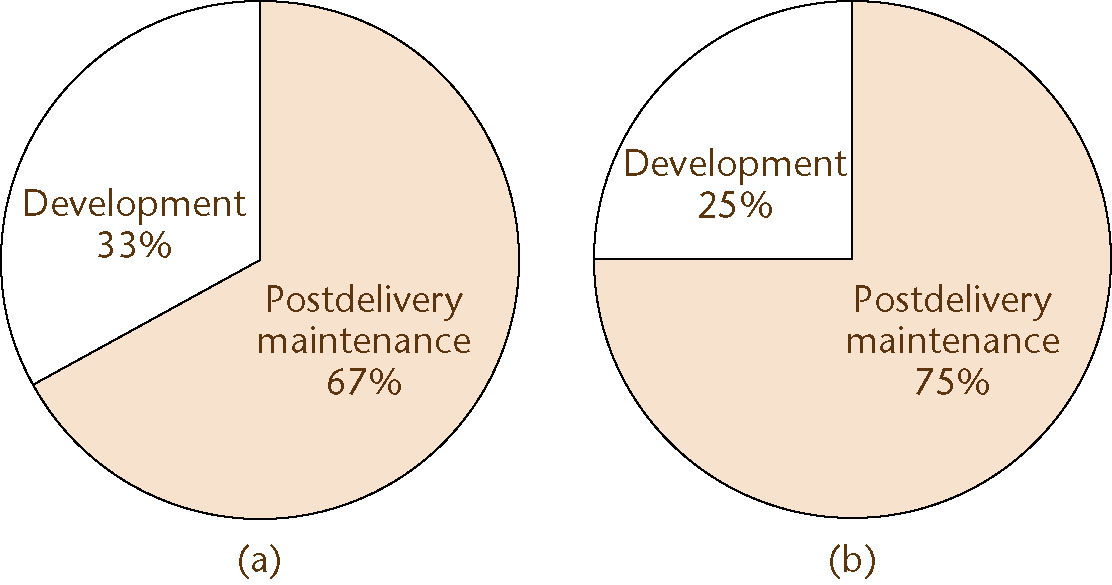 Development
33%
Postdelivery
maintenance
67%
(a)
Development
25%
Postdelivery
maintenance
75%
(b)